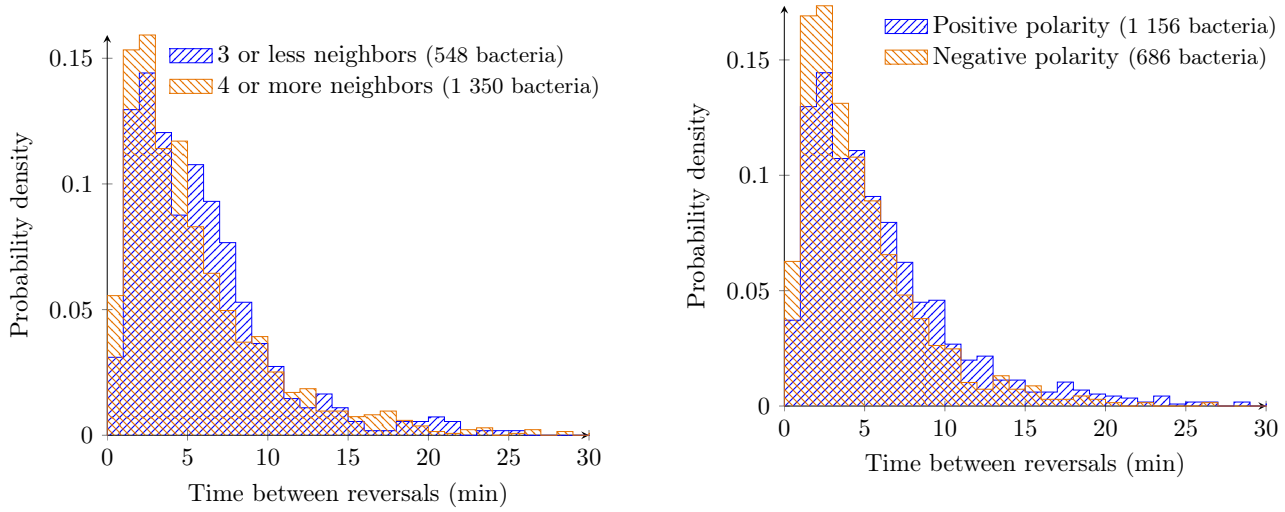 3 or less neighbors (548 bacteria)
4 or more neighbors (1 350 bacteria)
Probability density
0.15
0.1
0.05
0
0 5 10 15 20 25 30
Time between reversals (min)
Positive polarity (1 156 bacteria)
Negative polarity (686 bacteria)
Probability density
0.15
0.1
0.05
0
0 5 10 15 20 25 30
Time between reversals (min)